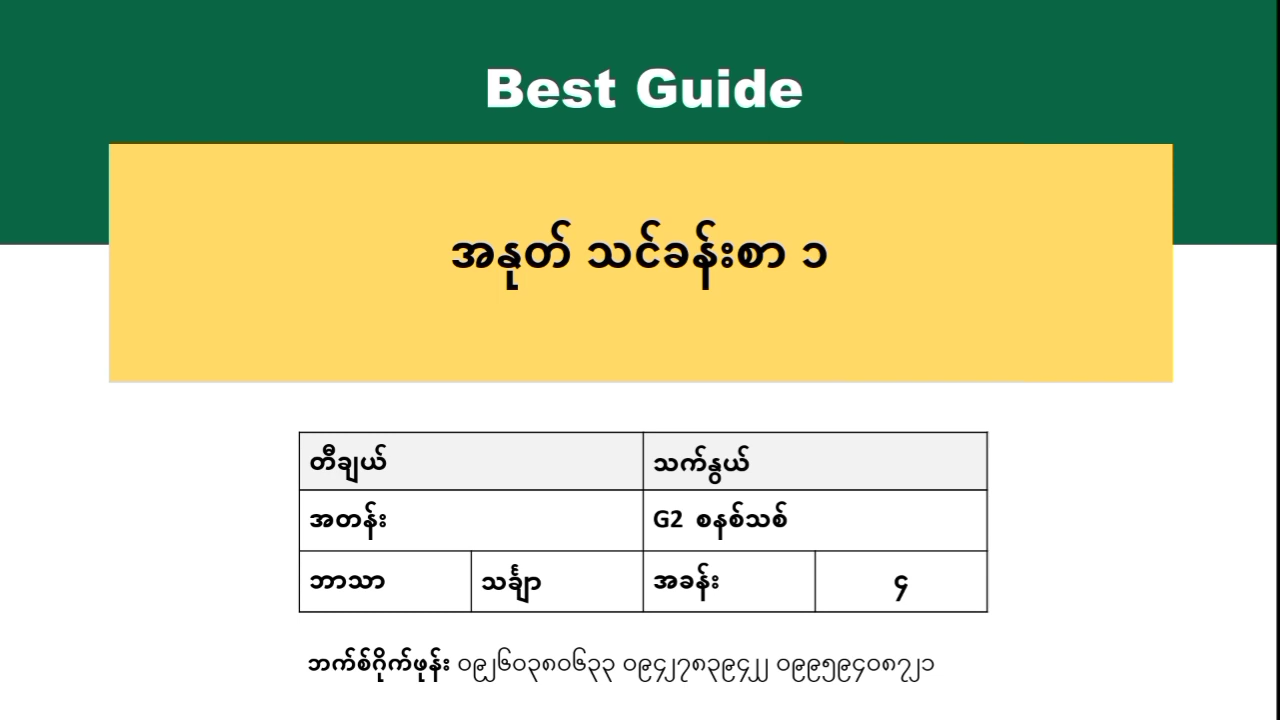 Best Guide
အနုတ် သင်ခန်းစာ ၁
တီချယ် သက်နွယ်
အတန်း G2 စနစ်သစ်
ဘာသာ သင်္ချာ အခန်း ၄
ဘက်စ်ဂိုက်ဖုန်း ၀၉၂၆၀၃၈၀၆၃၃ ၀၉၄၂၇၈၃၉၄၂၂ ၀၉၉၅၉၄၀၈၇၂၁